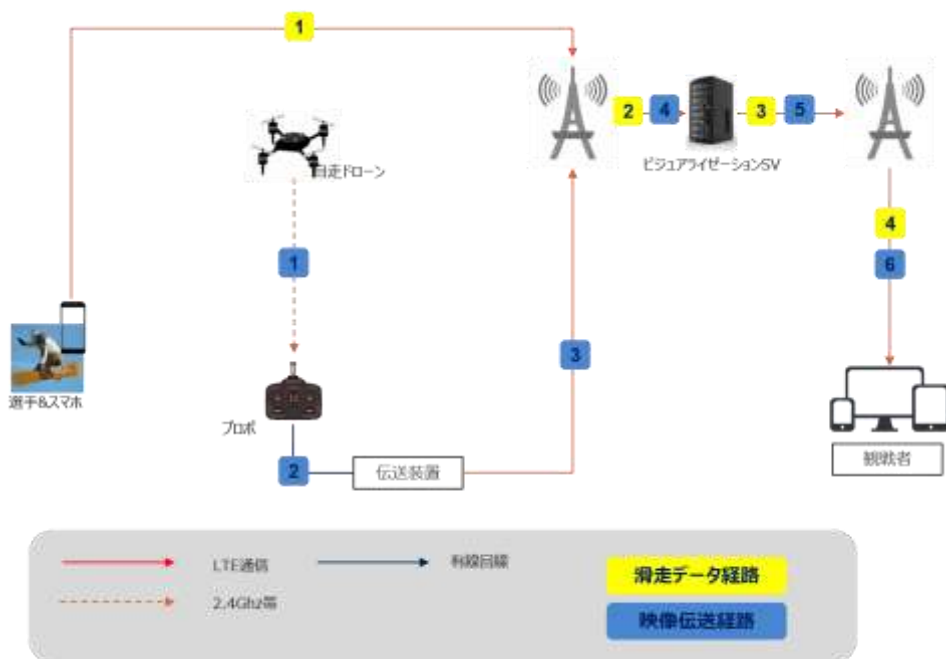 1
2
4
3
5
自走ドローン
ビジュアライゼーションSV
1
4
6
3
選手&スマホ
プロポ
2
伝送装置
観戦者
LTE通信
有線回線
滑走データ経路
2.4Ghz帯
映像伝送経路